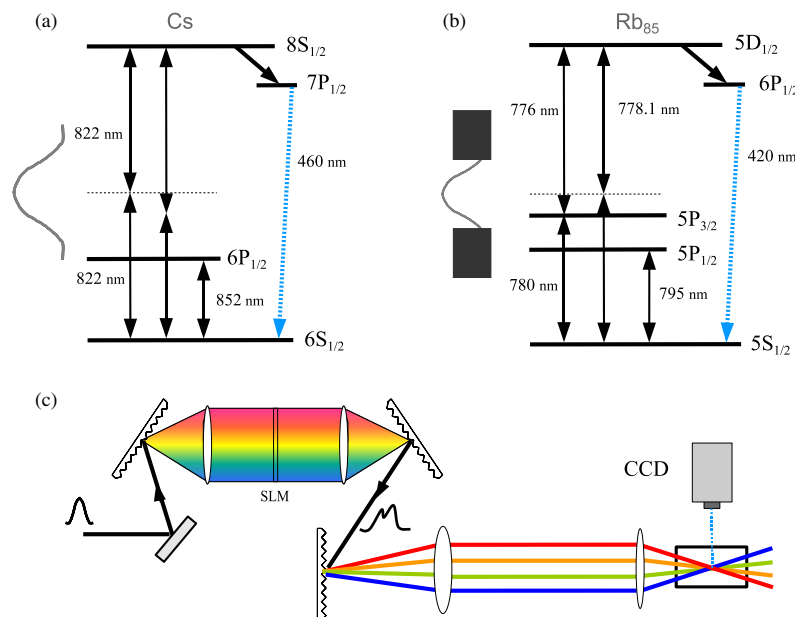 (a)
Cs
8S1/2
7P1/2
822 nm
460 nm
6P1/2
822 nm
852 nm
6S1/2
(b)
Rb85
5D1/2
6P1/2
776 nm
778.1 nm
420 nm
5P3/2
5P1/2
780 nm
795 nm
5S1/2
(c)
SLM
CCD